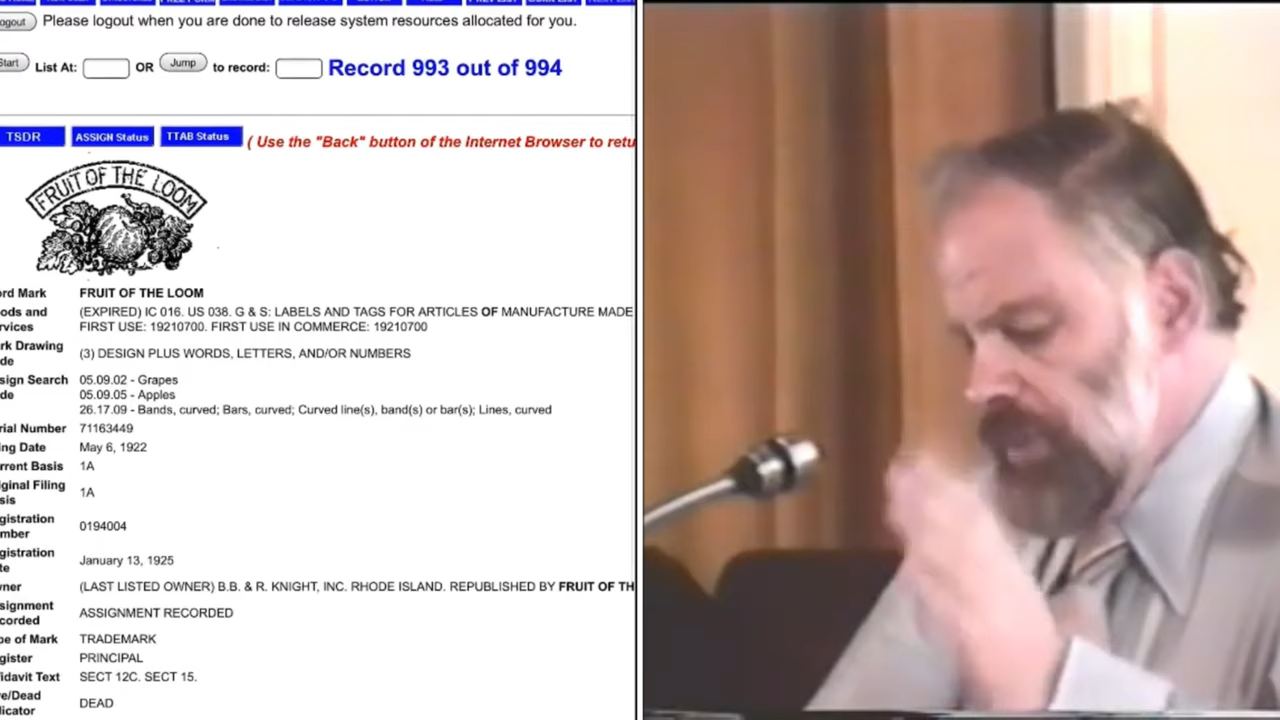 ogout Please logout when you are done to release system resources allocated for you.
Start List At: OR Jump to record: Record 993 out of 994
TSDR ASSIGN Status TTAB Status ( Use the "Back" button of the Internet Browser to retu
FRUIT OF THE LOOM
ord Mark FRUIT OF THE LOOM
ods and (EXPIRED) IC 016. US 038. G & S: LABELS AND TAGS FOR ARTICLES OF MANUFACTURE MADE
rvices FIRST USE: 19210700. FIRST USE IN COMMERCE: 19210700
rk Drawing
de (3) DESIGN PLUS WORDS, LETTERS, AND/OR NUMBERS
sign Search 05.09.02 - Grapes
de 05.09.05 - Apples
26.17.09 - Bands, curved; Bars, curved; Curved line(s), band(s) or bar(s); Lines, curved
rial Number 71163449
ing Date May 6, 1922
rrent Basis 1A
iginal Filing
sis 1A
gistration
mber 0194004
gistration
te January 13, 1925
ner (LAST LISTED OWNER) B.B. & R. KNIGHT, INC. RHODE ISLAND. REPUBLISHED BY FRUIT OF TH
signment
corded ASSIGNMENT RECORDED
pe of Mark TRADEMARK
gister PRINCIPAL
fidavit Text SECT 12C. SECT 15.
ve/Dead
dicator DEAD